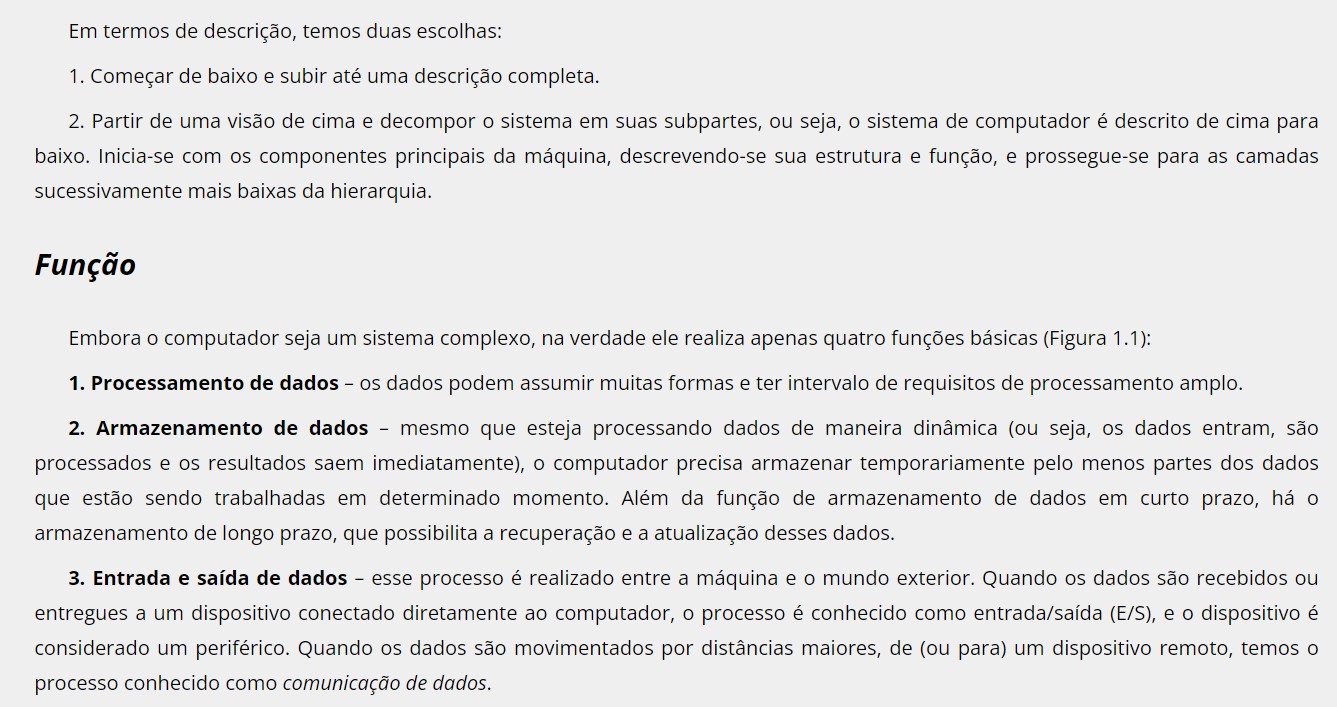 Em termos de descrição, temos duas escolhas:
1. Começar de baixo e subir até uma descrição completa.
2. Partir de uma visão de cima e decompor o sistema em suas subpartes, ou seja, o sistema de computador é descrito de cima para
baixo. Inicia-se com os componentes principais da máquina, descrevendo-se sua estrutura e função, e prossegue-se para as camadas
sucessivamente mais baixas da hierarquia.
Função
Embora o computador seja um sistema complexo, na verdade ele realiza apenas quatro funções básicas (Figura 1.1):
1. Processamento de dados – os dados podem assumir muitas formas e ter intervalo de requisitos de processamento amplo.
2. Armazenamento de dados – mesmo que esteja processando dados de maneira dinâmica (ou seja, os dados entram, são
processados e os resultados saem imediatamente), o computador precisa armazenar temporariamente pelo menos partes dos dados
que estão sendo trabalhadas em determinado momento. Além da função de armazenamento de dados em curto prazo, há o
armazenamento de longo prazo, que possibilita a recuperação e a atualização desses dados.
3. Entrada e saída de dados – esse processo é realizado entre a máquina e o mundo exterior. Quando os dados são recebidos ou
entregues a um dispositivo conectado diretamente ao computador, o processo é conhecido como entrada/saída (E/S), e o dispositivo é
considerado um periférico. Quando os dados são movimentados por distâncias maiores, de (ou para) um dispositivo remoto, temos o
processo conhecido como comunicação de dados.